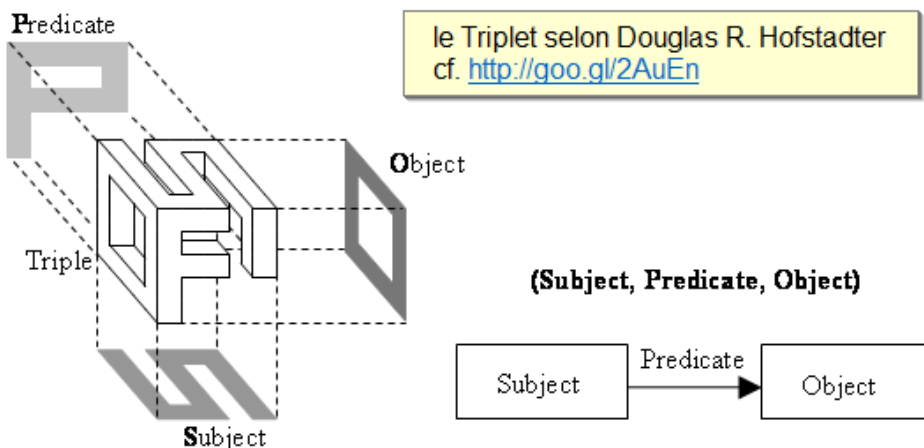 Predicate
le Triplet selon Douglas R. Hofstadter
cf. http://goo.gl/2AuEn
Object
Triple
(Subject, Predicate, Object)
Subject
Predicate
Object
Subject